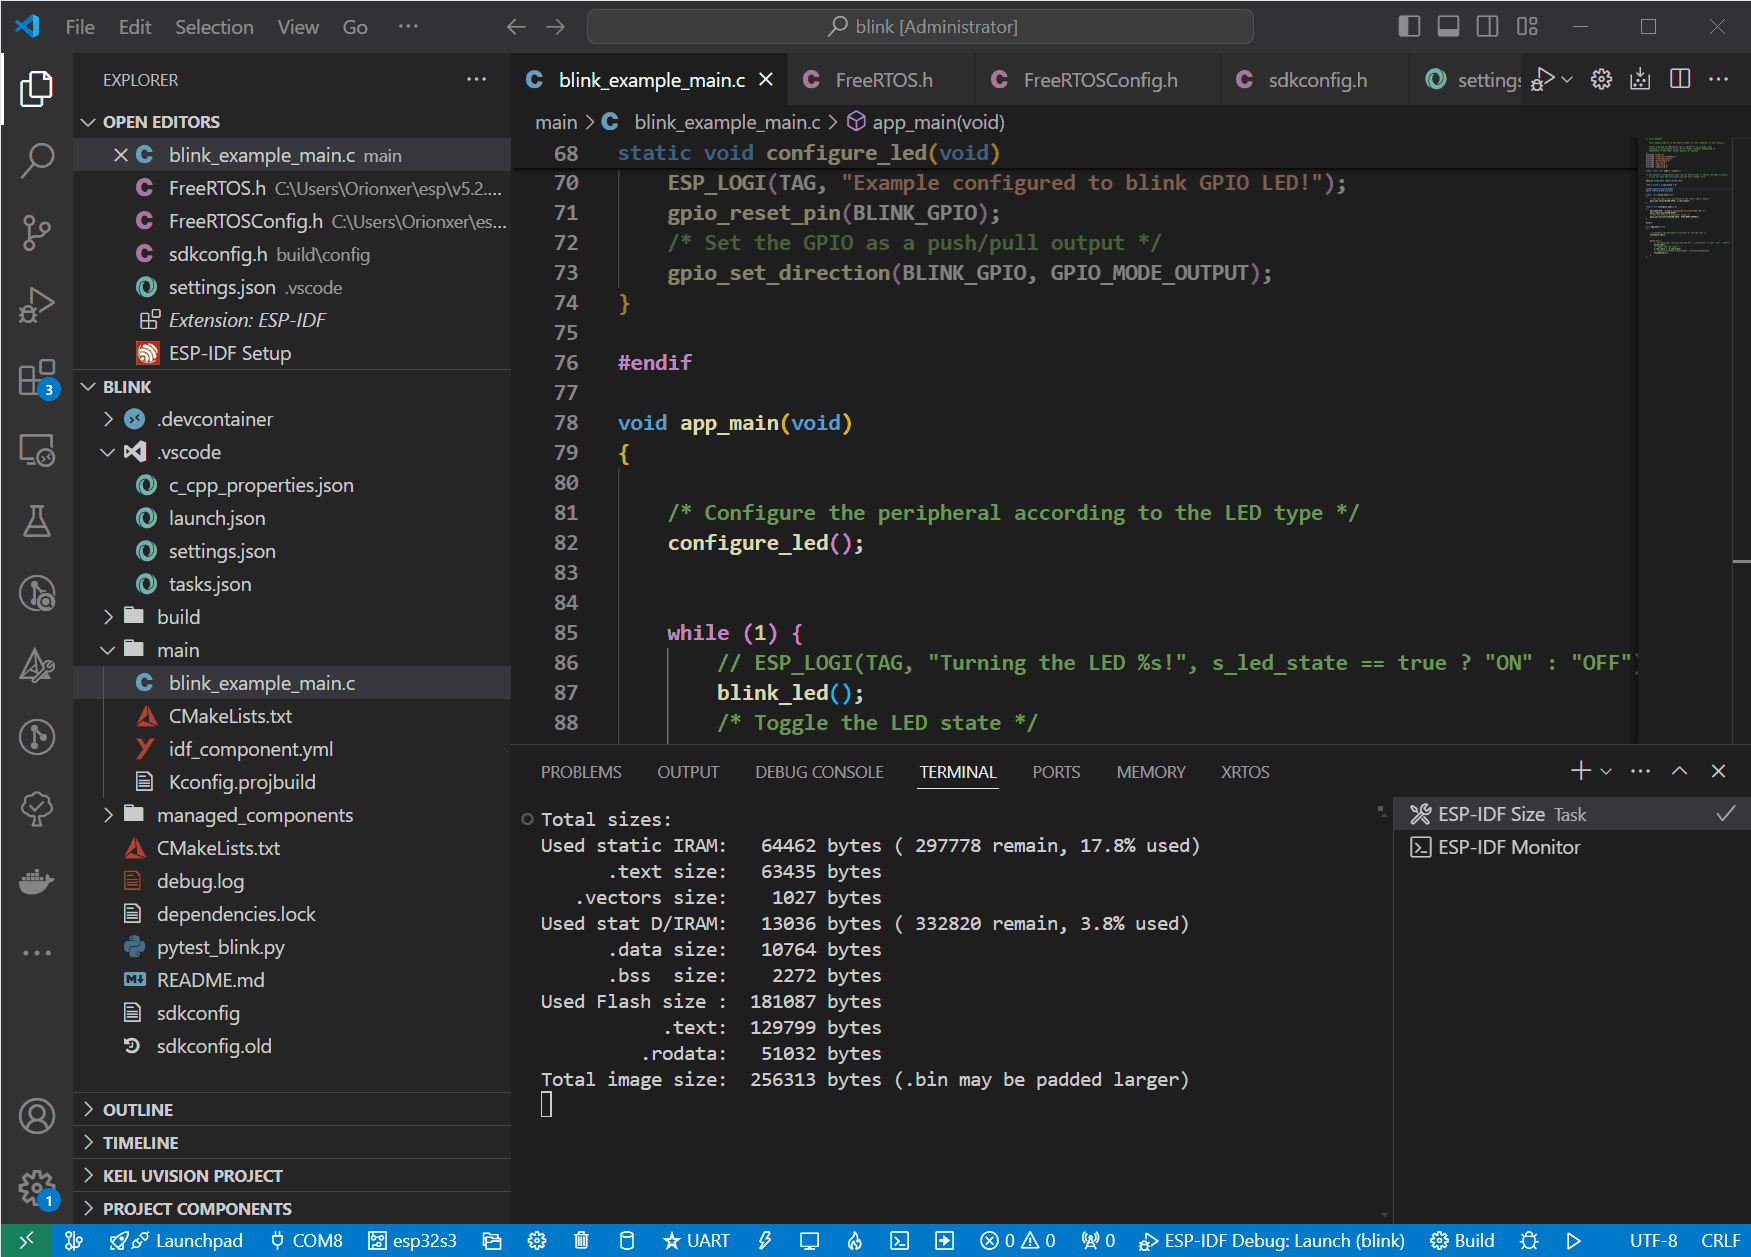 File Edit Selection View Go ··· blink [Administrator]
EXPLORER
OPEN EDITORS
blink_example_main.c main
FreeRTOS.h C:\Users\Orionxer\esp\v5.2....
FreeRTOSConfig.h C:\Users\Orionxer\es...
sdkconfig.h build\config
settings.json .vscode
Extension: ESP-IDF
ESP-IDF Setup
BLINK
.devcontainer
.vscode
c_cpp_properties.json
launch.json
settings.json
tasks.json
build
main
blink_example_main.c
CMakeLists.txt
idf_component.yml
Kconfig.projbuild
managed_components
CMakeLists.txt
debug.log
dependencies.lock
pytest_blink.py
README.md
sdkconfig
sdkconfig.old
OUTLINE
TIMELINE
KEIL UVISION PROJECT
PROJECT COMPONENTS
3
1
blink_example_main.c FreeRTOS.h FreeRTOSConfig.h sdkconfig.h settings
main > C blink_example_main.c > app_main(void)
68 static void configure_led(void)
70 ESP_LOGI(TAG, "Example configured to blink GPIO LED!");
71 gpio_reset_pin(BLINK_GPIO);
72 /* Set the GPIO as a push/pull output */
73 gpio_set_direction(BLINK_GPIO, GPIO_MODE_OUTPUT);
74 }
75
76 #endif
77
78 void app_main(void)
79 {
80
81 /* Configure the peripheral according to the LED type */
82 configure_led();
83
84
85 while (1) {
86 // ESP_LOGI(TAG, "Turning the LED %s!", s_led_state == true ? "ON" : "OFF")
87 blink_led();
88 /* Toggle the LED state */
PROBLEMS OUTPUT DEBUG CONSOLE TERMINAL PORTS MEMORY XRTOS
Total sizes:
Used static IRAM: 64462 bytes ( 297778 remain, 17.8% used)
.text size: 63435 bytes
.vectors size: 1027 bytes
Used stat D/IRAM: 13036 bytes ( 332820 remain, 3.8% used)
.data size: 10764 bytes
.bss size: 2272 bytes
Used Flash size : 181087 bytes
.text: 129799 bytes
.rodata: 51032 bytes
Total image size: 256313 bytes (.bin may be padded larger)
ESP-IDF Size Task
ESP-IDF Monitor
Launchpad COM8 esp32s3 UART 0 0 0 ESP-IDF Debug: Launch (blink) Build UTF-8 CRLF